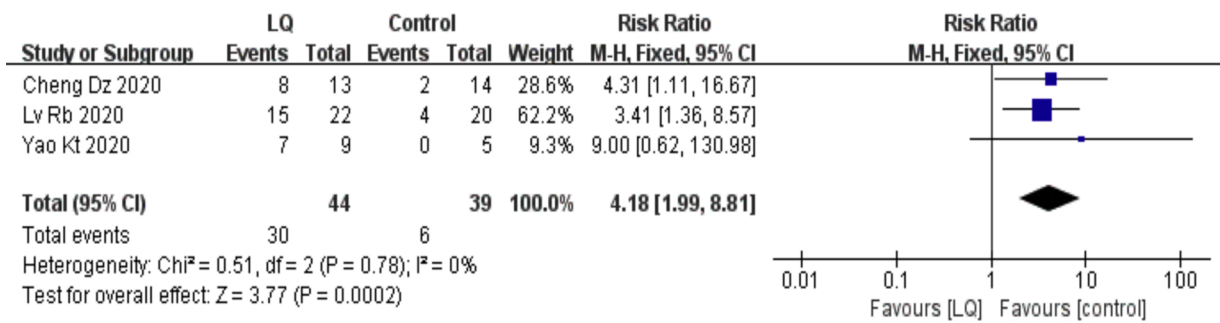 LQ Control Risk Ratio Risk Ratio
Study or Subgroup Events Total Events Total Weight M-H, Fixed, 95% CI M-H, Fixed, 95% CI
Cheng Dz 2020 8 13 2 14 28.6% 4.31 [1.11, 16.67]
Lv Rb 2020 15 22 4 20 62.2% 3.41 [1.36, 8.57]
Yao Kt 2020 7 9 0 5 9.3% 9.00 [0.62, 130.98]
Total (95% CI) 44 39 100.0% 4.18 [1.99, 8.81]
Total events 30 6
Heterogeneity: Chi² = 0.51, df = 2 (P = 0.78); I² = 0%
Test for overall effect: Z = 3.77 (P = 0.0002)
0.01 0.1 1 10 100
Favours [LQ] Favours [control]